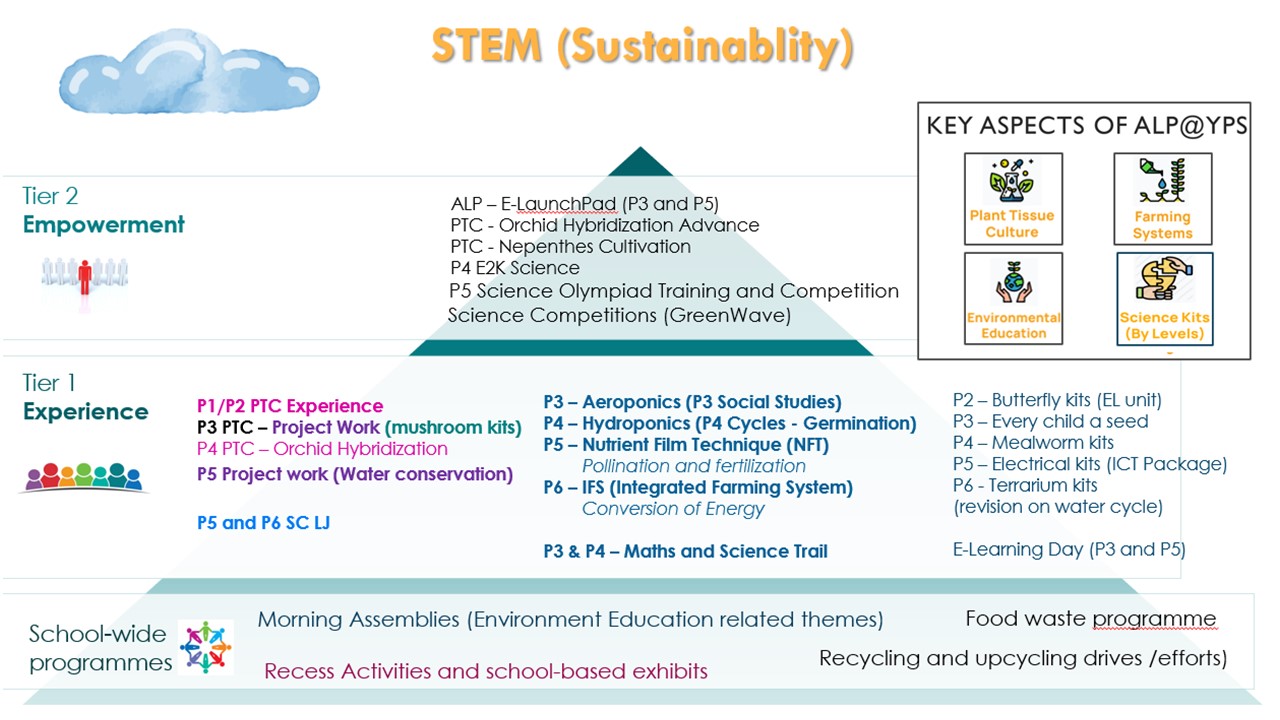 STEM (Sustainablity)
KEY ASPECTS OF ALP@YPS
Plant Tissue
Culture
Farming
Systems
Environmental
Education
Science Kits
(By Levels)
Tier 2
Empowerment
ALP – E-LaunchPad (P3 and P5)
PTC - Orchid Hybridization Advance
PTC - Nepenthes Cultivation
P4 E2K Science
P5 Science Olympiad Training and Competition
Science Competitions (GreenWave)
Tier 1
Experience
P1/P2 PTC Experience
P3 PTC – Project Work (mushroom kits)
P4 PTC – Orchid Hybridization
P5 Project work (Water conservation)
P5 and P6 SC LJ
P3 – Aeroponics (P3 Social Studies)
P4 – Hydroponics (P4 Cycles - Germination)
P5 – Nutrient Film Technique (NFT)
Pollination and fertilization
P6 – IFS (Integrated Farming System)
Conversion of Energy
P3 & P4 – Maths and Science Trail
P2 – Butterfly kits (EL unit)
P3 – Every child a seed
P4 – Mealworm kits
P5 – Electrical kits (ICT Package)
P6 - Terrarium kits
(revision on water cycle)
E-Learning Day (P3 and P5)
School-wide
programmes
Morning Assemblies (Environment Education related themes)
Recess Activities and school-based exhibits
Food waste programme
Recycling and upcycling drives /efforts)